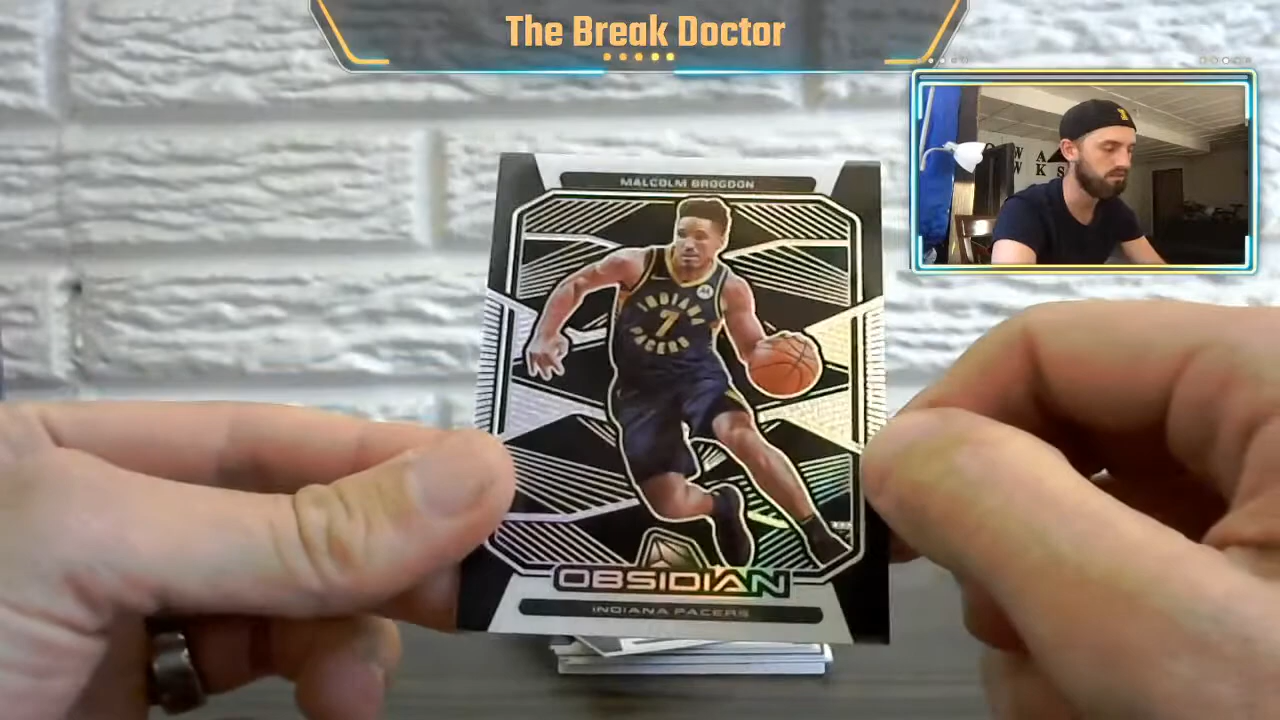 The Break Doctor
MALCOLM BROGDON
INDIANA
7
PACERS
OBSIDIAN
INDIANA PACERS